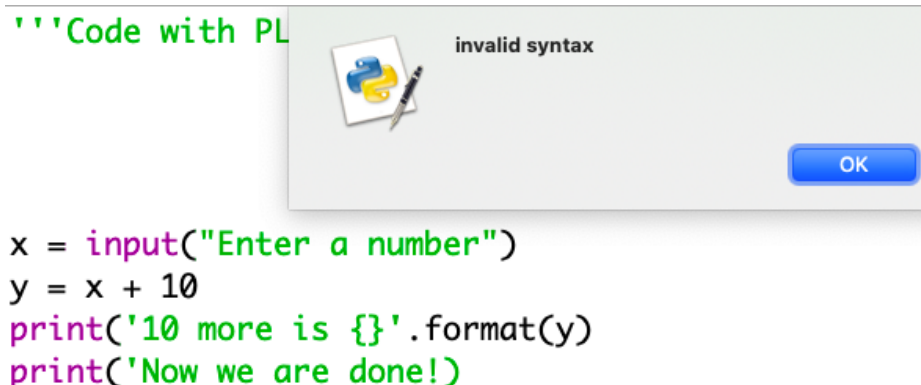 '''Code with PL
invalid syntax
OK
x = input("Enter a number")
y = x + 10
print('10 more is {}'.format(y)
print('Now we are done!)